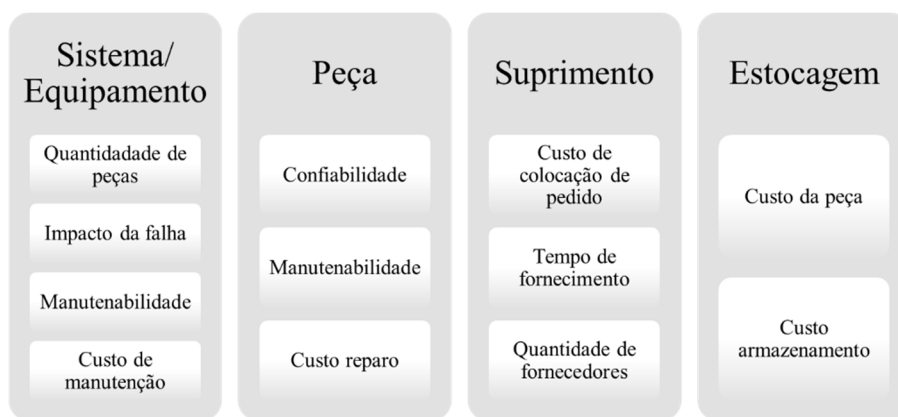 Sistema/
Equipamento
Quantidadade de
peças
Impacto da falha
Manutenabilidade
Custo de
manutenção
Peça
Confiabilidade
Manutenabilidade
Custo reparo
Suprimento
Custo de
colocação de
pedido
Tempo de
fornecimento
Quantidade de
fornecedores
Estocagem
Custo da peça
Custo
armazenamento